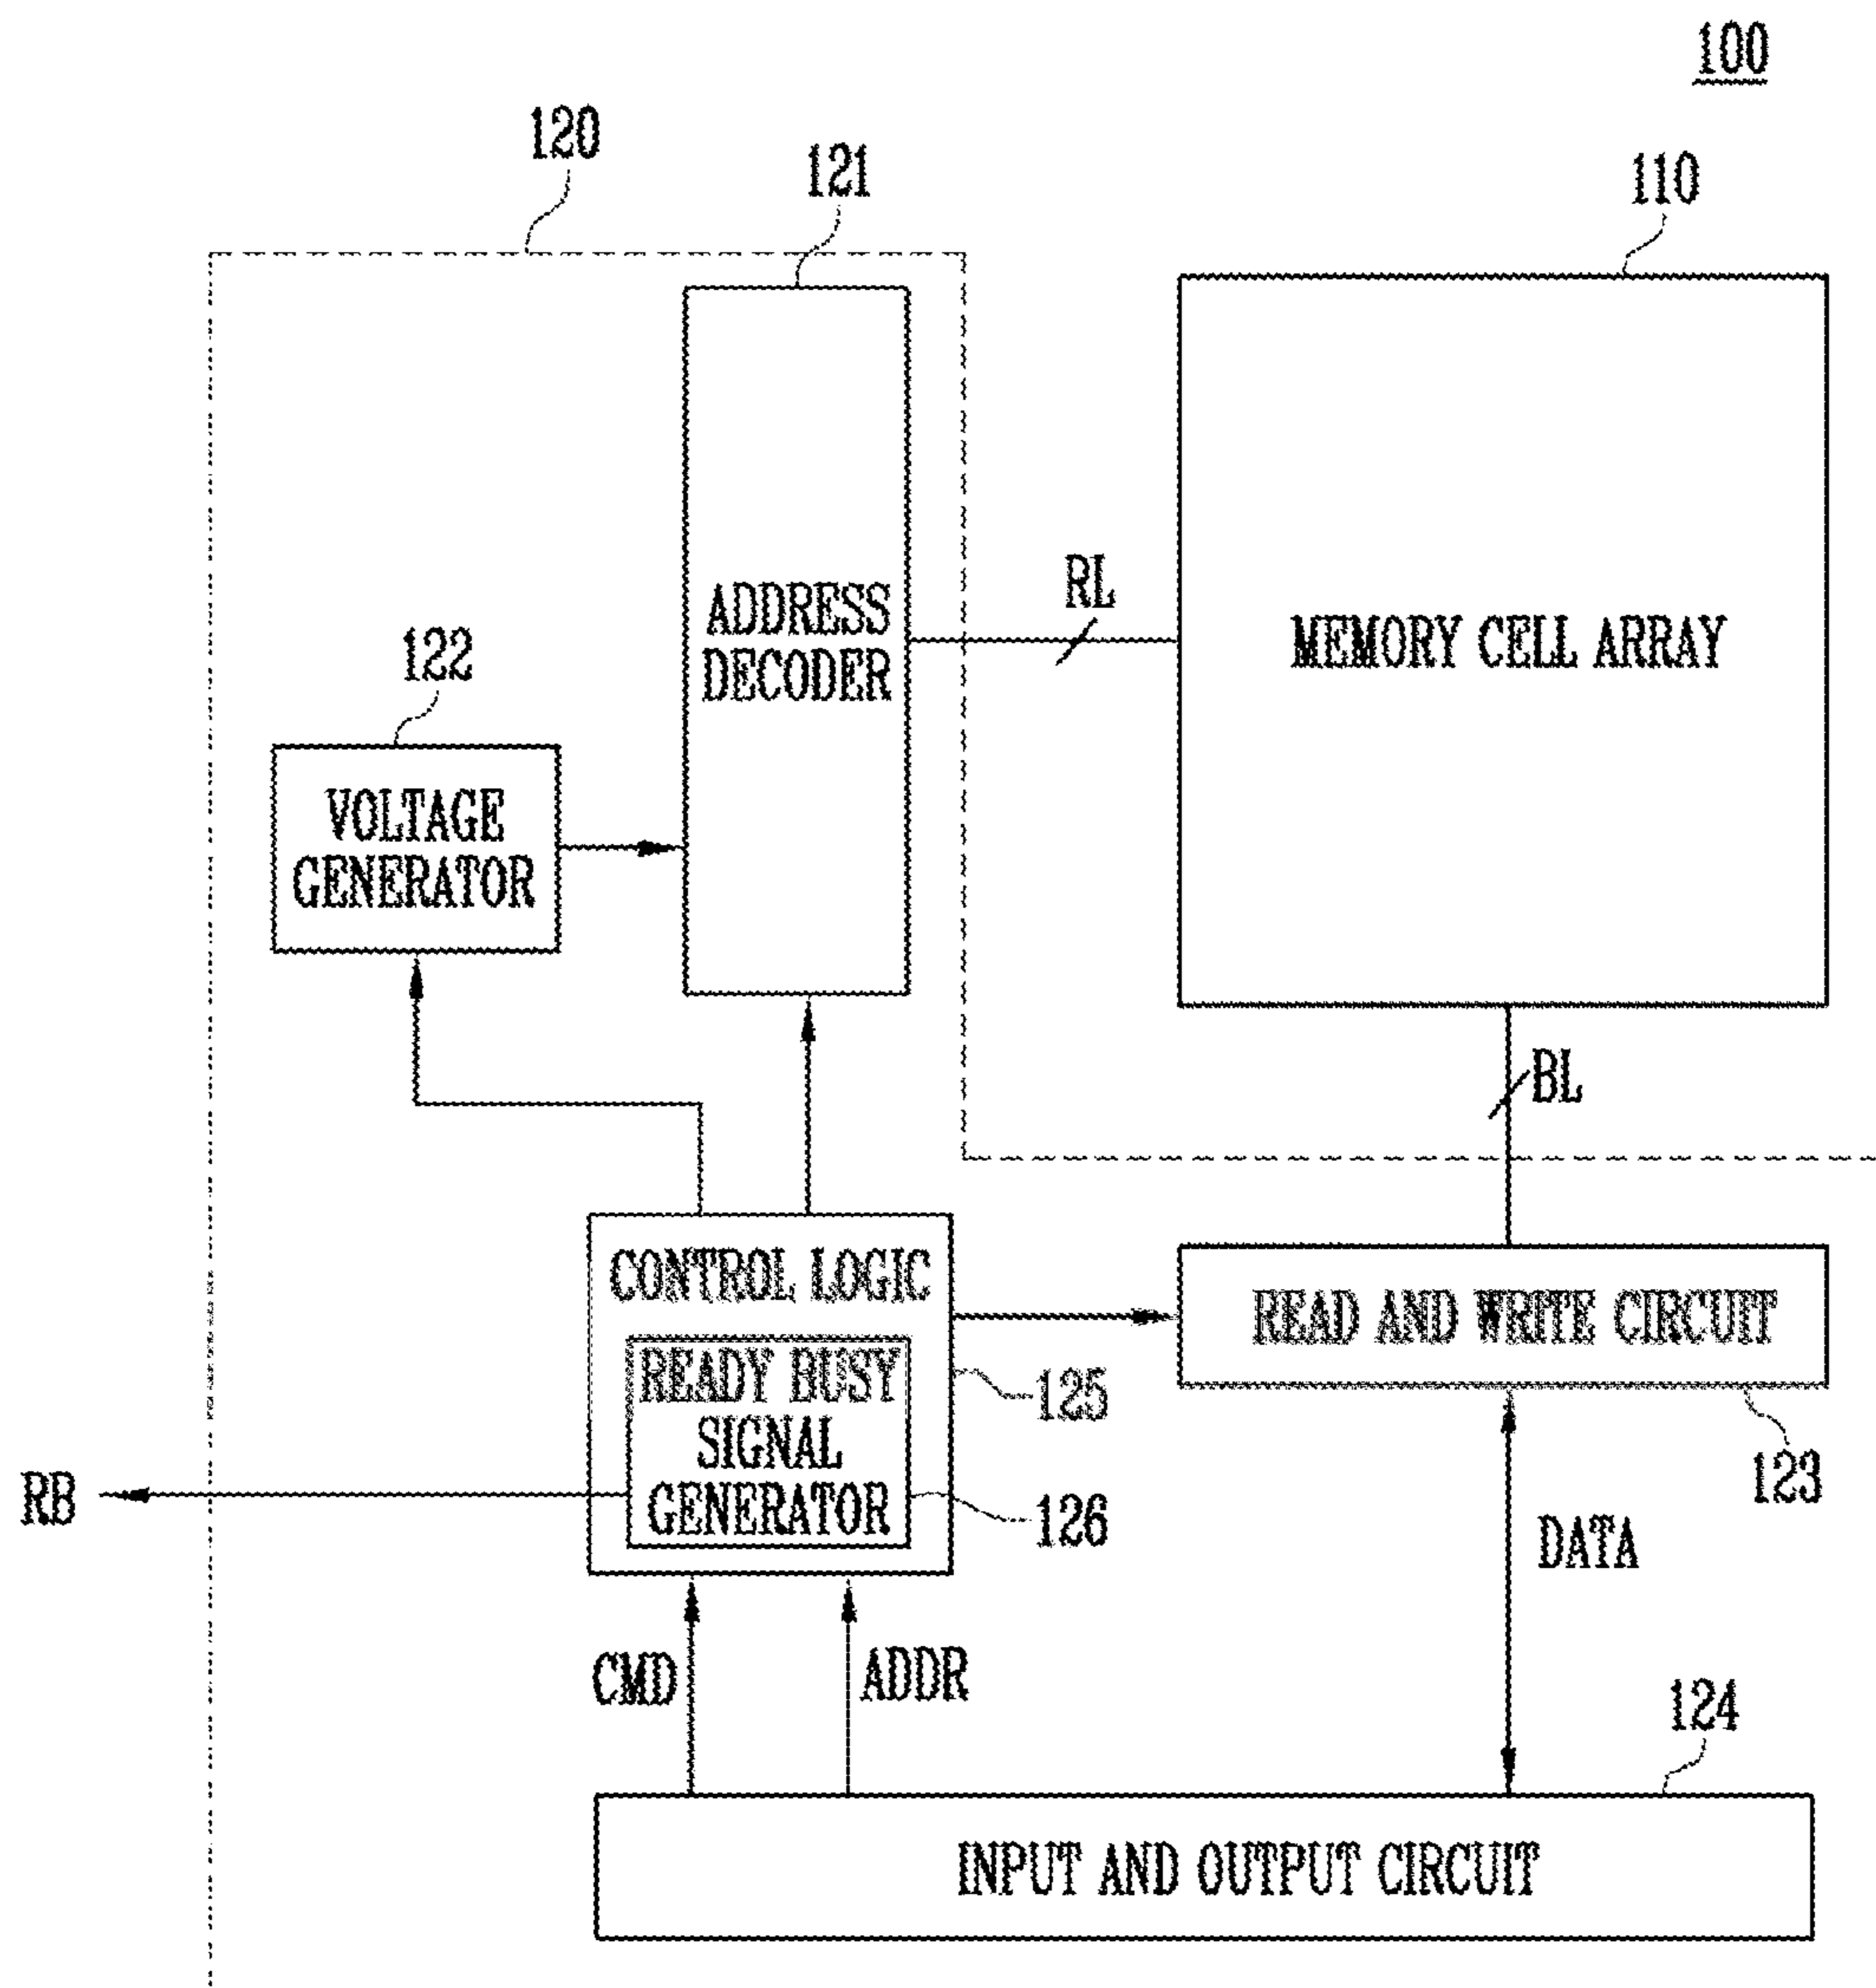 100
120
121
110
ADDRESS
DECODER
RL
MEMORY CELL ARRAY
122
VOLTAGE
GENERATOR
BL
CONTROL LOGIC
READ AND WRITE CIRCUIT
READY BUSY
SIGNAL
GENERATOR
125
123
RB
126
DATA
CMD
ADDR
124
INPUT AND OUTPUT CIRCUIT